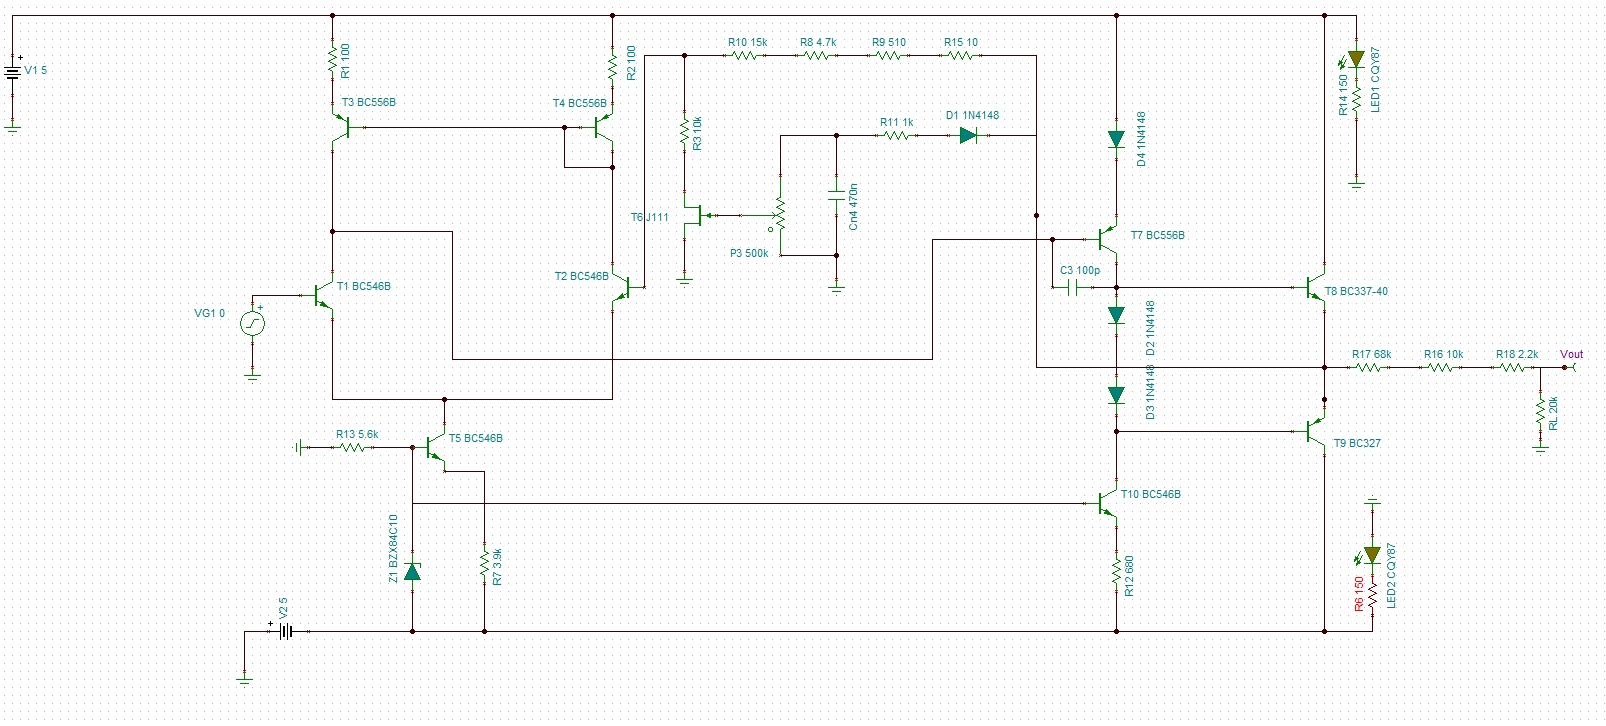 R10 15k
R8 4.7k
R9 510
R15 10
V1 5
R1 100
R2 100
LED1 CQY87
R14 150
T3 BC556B
T4 BC556B
R3 10k
R11 1k
D1 1N4148
D4 1N4148
T6 J111
Cn4 470n
P3 500k
T7 BC556B
T2 BC546B
C3 100p
T1 BC546B
T8 BC337-40
VG1 0
D2 1N4148
R17 68k
R16 10k
R18 2.2k
Vout
D3 1N4148
RL 20k
R13 5.6k
T5 BC546B
T9 BC327
T10 BC546B
Z1 BZX84C10
R7 3.9k
R12 680
LED2 CQY87
R6 150
V2 5